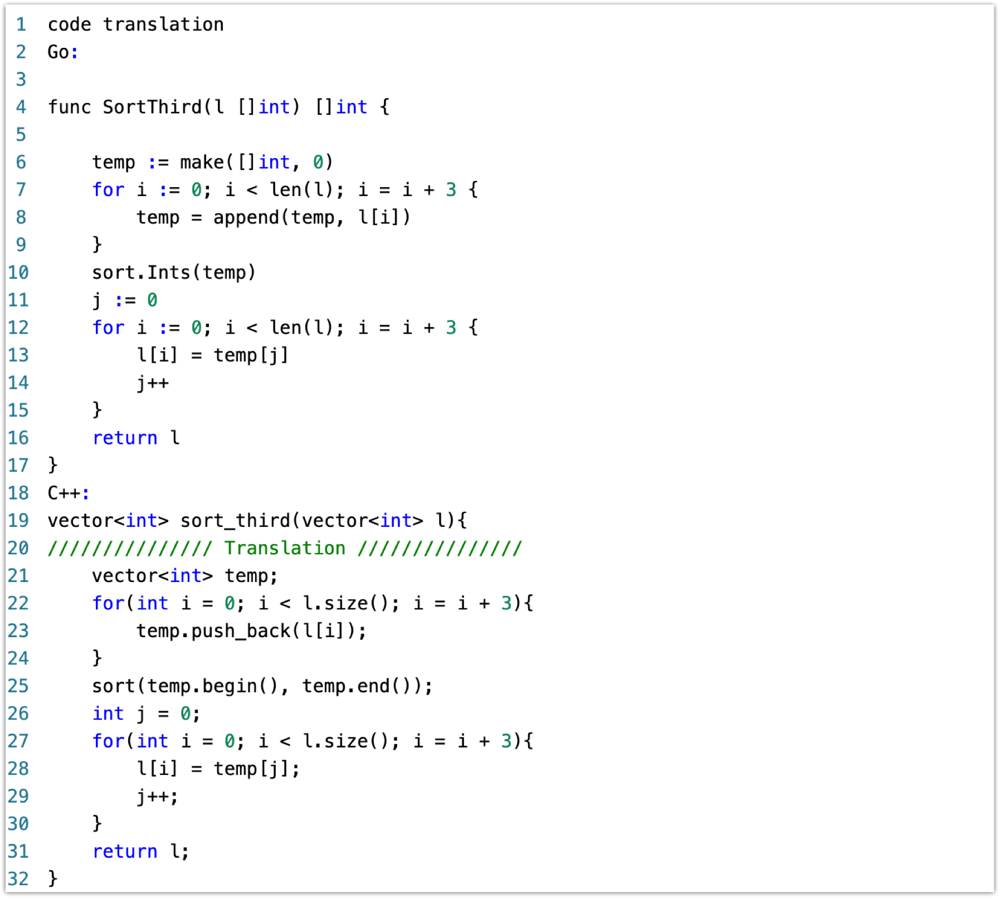 1 code translation
2 Go:
3
4 func SortThird(l []int) []int {
5
6     temp := make([]int, 0)
7     for i := 0; i < len(l); i = i + 3 {
8         temp = append(temp, l[i])
9     }
10     sort.Ints(temp)
11     j := 0
12     for i := 0; i < len(l); i = i + 3 {
13         l[i] = temp[j]
14         j++
15     }
16     return l
17 }
18 C++:
19 vector<int> sort_third(vector<int> l){
20 /////////////// Translation ///////////////
21     vector<int> temp;
22     for(int i = 0; i < l.size(); i = i + 3){
23         temp.push_back(l[i]);
24     }
25     sort(temp.begin(), temp.end());
26     int j = 0;
27     for(int i = 0; i < l.size(); i = i + 3){
28         l[i] = temp[j];
29         j++;
30     }
31     return l;
32 }